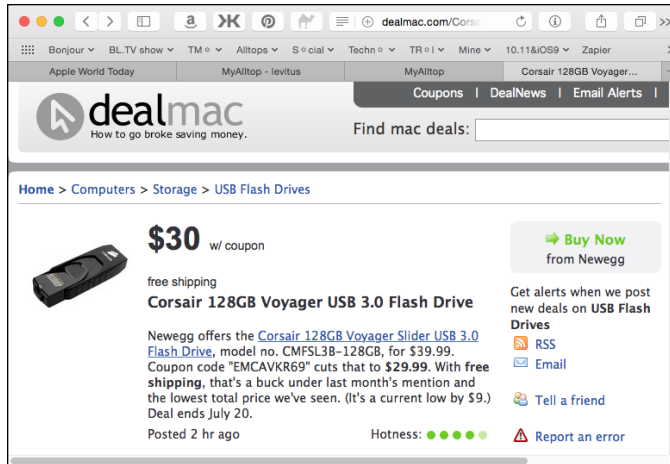 dealmac.com/Corsa
Bonjour BL.TV show TM Alltops Social Techno TRol Mine 10.11&iOS9 Zapier
Apple World Today MyAlltop - levitus MyAlltop Corsair 128GB Voyager...
Coupons | DealNews | Email Alerts |
dealmac
How to go broke saving money.
Find mac deals:
Home > Computers > Storage > USB Flash Drives
$30 w/ coupon
free shipping
Corsair 128GB Voyager USB 3.0 Flash Drive
Newegg offers the Corsair 128GB Voyager Slider USB 3.0
Flash Drive, model no. CMFSL3B-128GB, for $39.99.
Coupon code "EMCAVKR69" cuts that to $29.99. With free
shipping, that's a buck under last month's mention and
the lowest total price we've seen. (It's a current low by $9.)
Deal ends July 20.
Posted 2 hr ago Hotness:
Buy Now
from Newegg
Get alerts when we post
new deals on USB Flash
Drives
RSS
Email
Tell a friend
Report an error